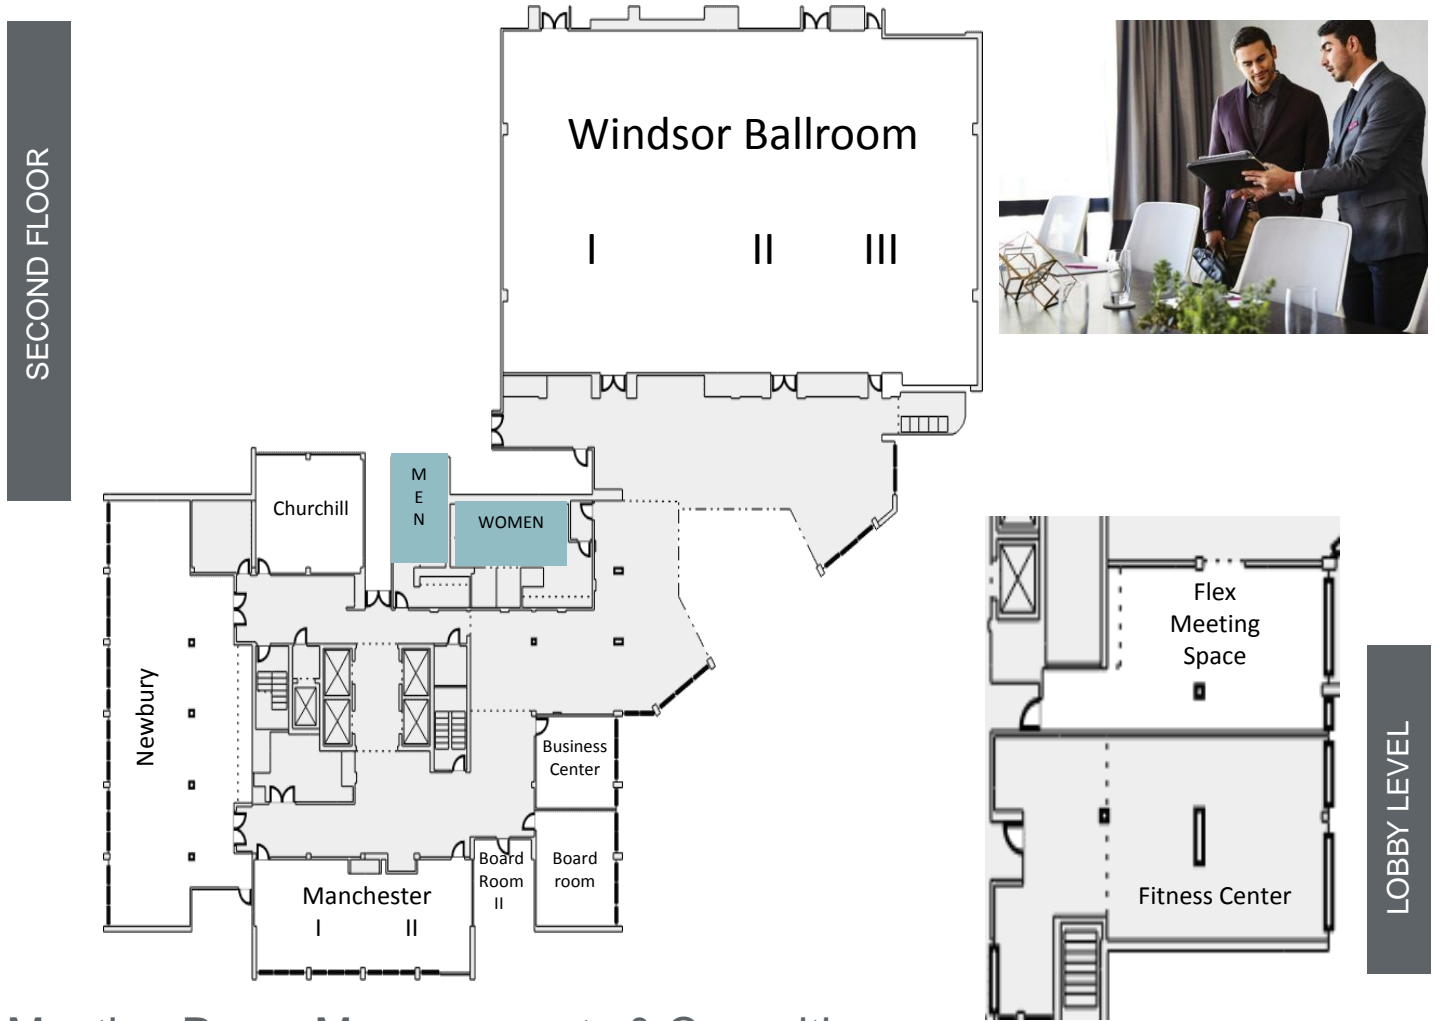 SECOND FLOOR
Windsor Ballroom
I II III
Churchill
M
E
N
WOMEN
Newbury
Business
Center
Board
Room
II
Board
room
Manchester
I II
Flex
Meeting
Space
Fitness Center
LOBBY LEVEL